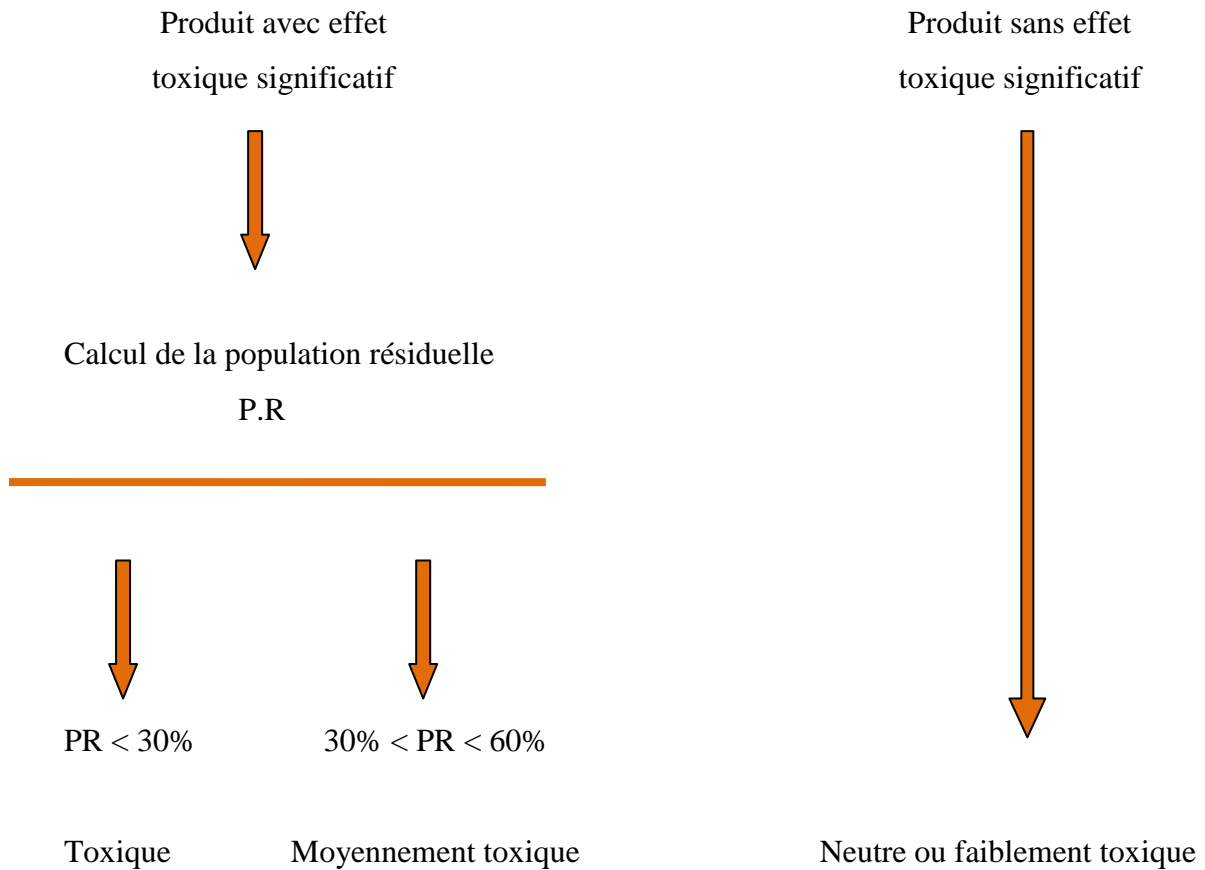 Produit avec effet
toxique significatif
Produit sans effet
toxique significatif
Calcul de la population résiduelle
P.R
PR < 30%
30% < PR < 60%
Toxique
Moyennement toxique
Neutre ou faiblement toxique